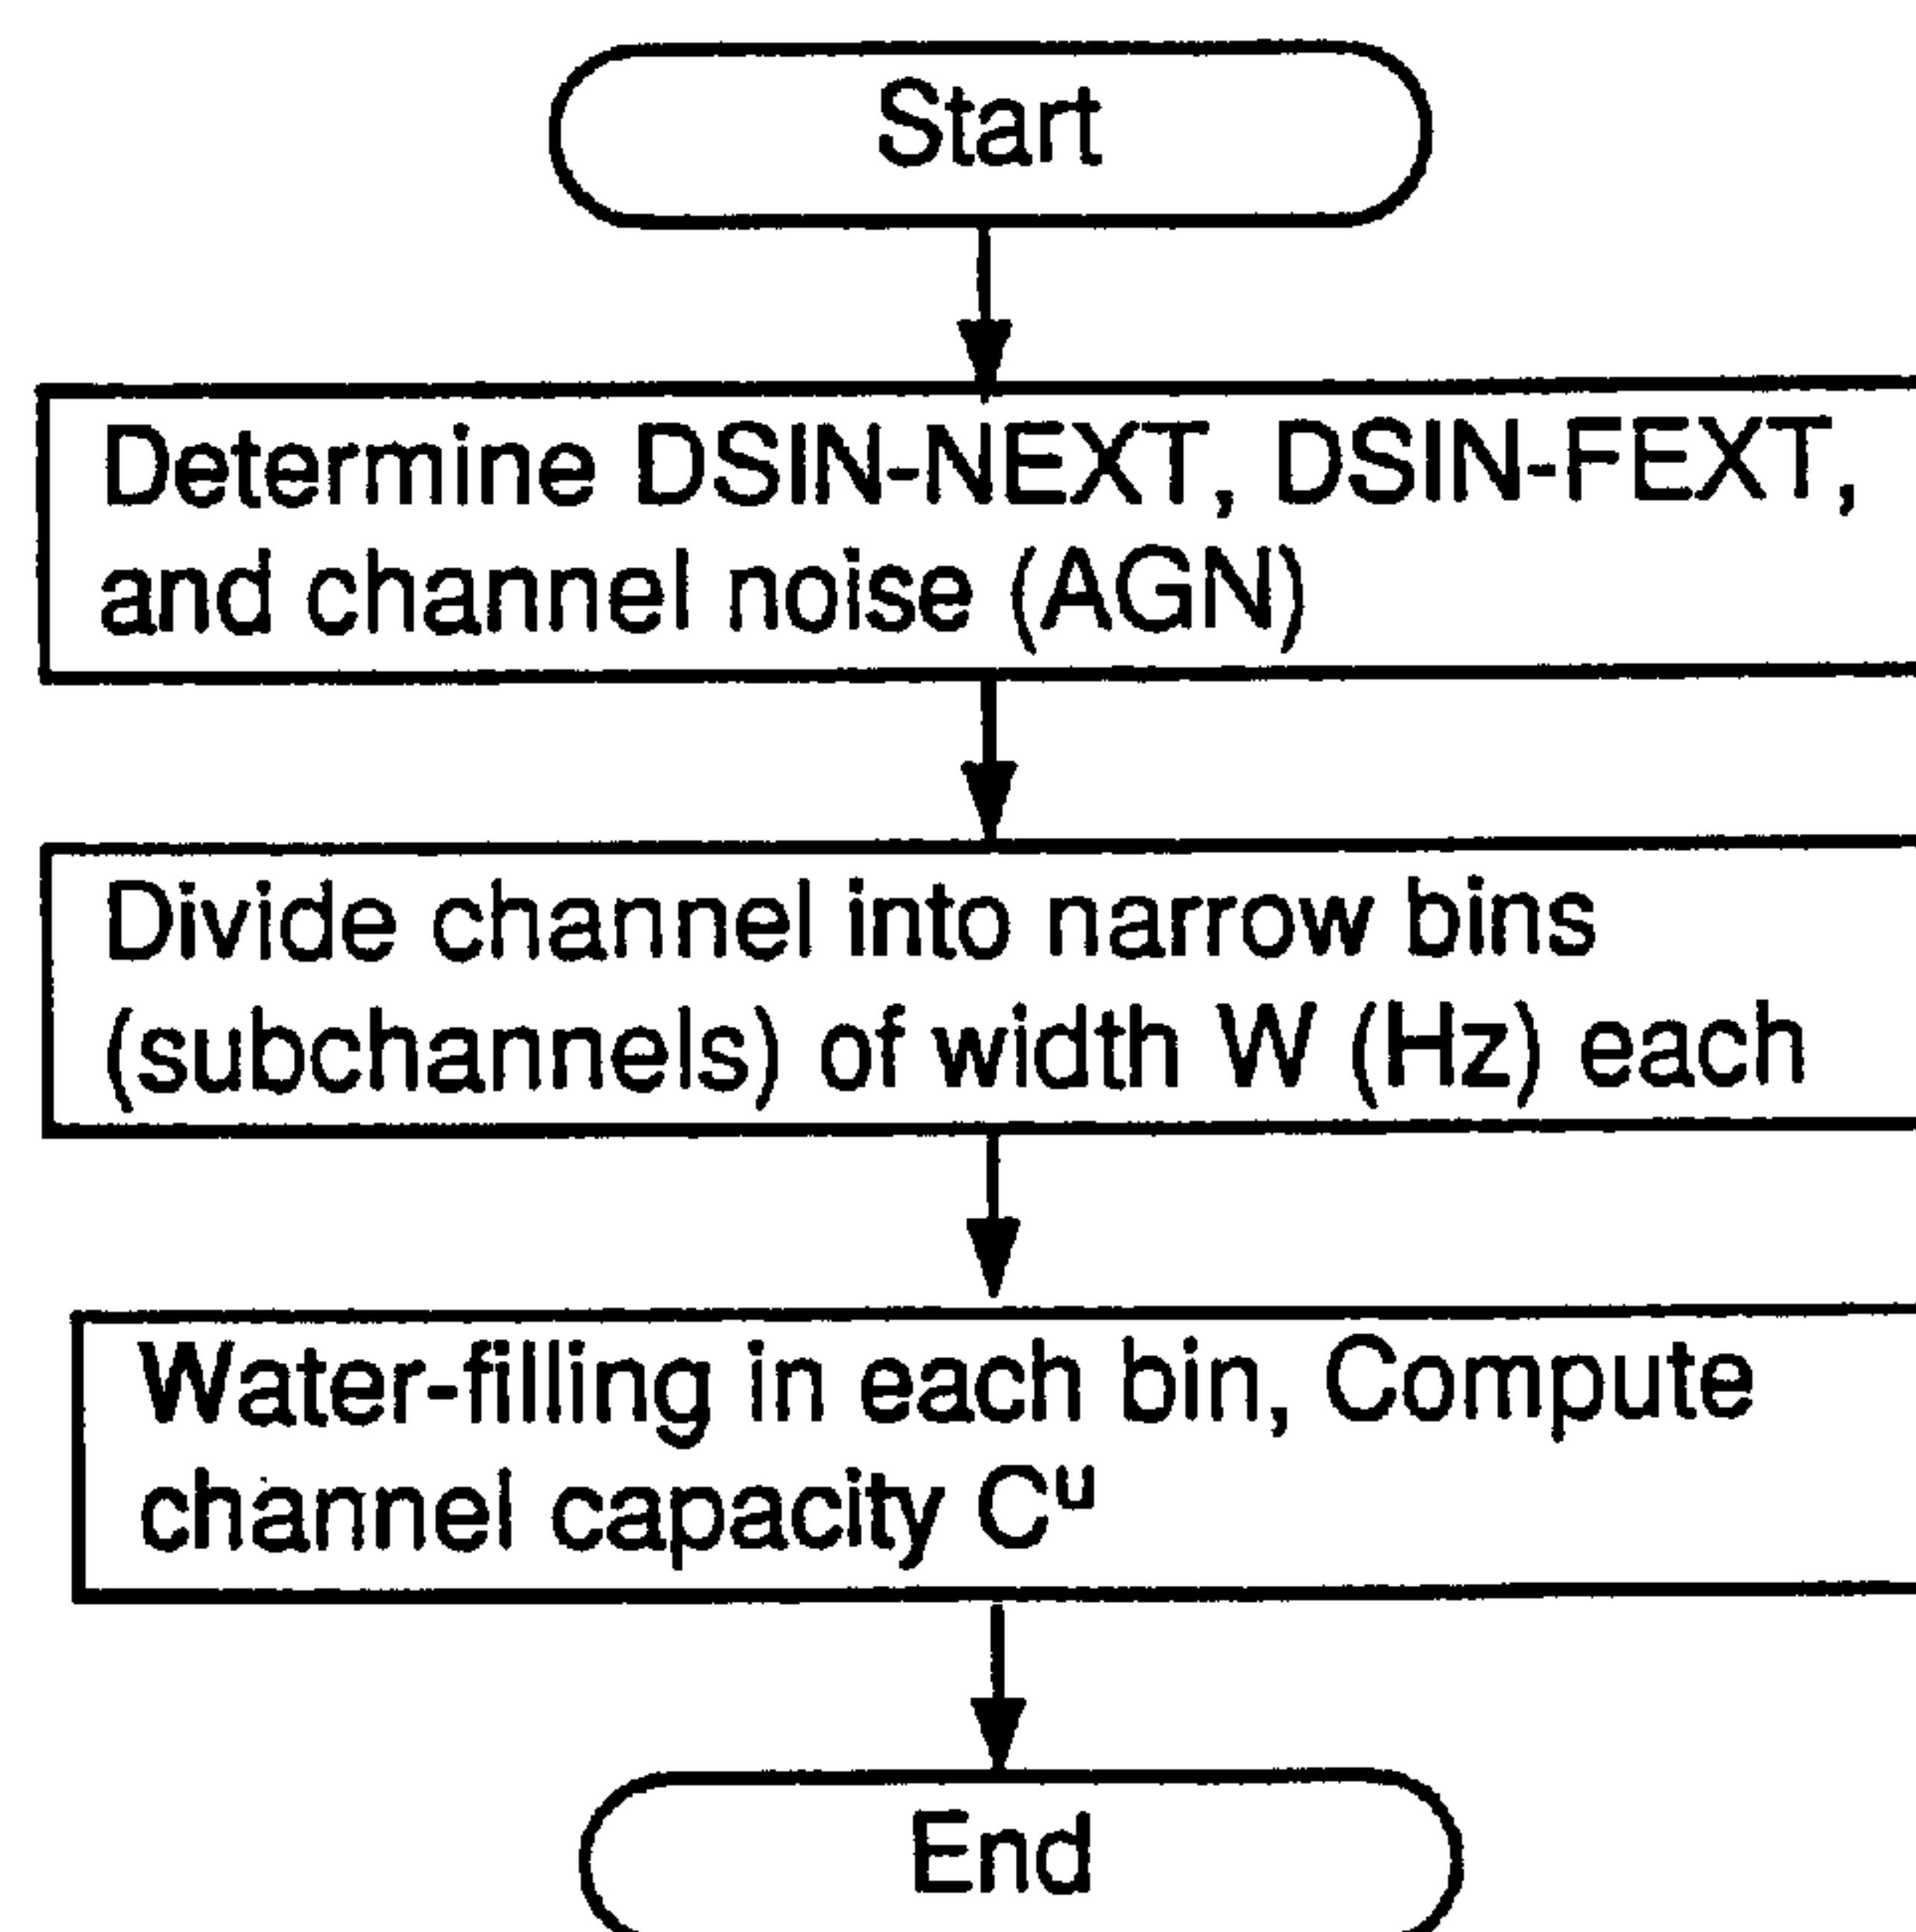 Start
Determine DSIN-NEXT, DSIN-FEXT,
and channel noise (AGN)
Divide channel into narrow bins
(subchannels) of width W (Hz) each
Water-filling in each bin, Compute
channel capacity Cᵘ
End